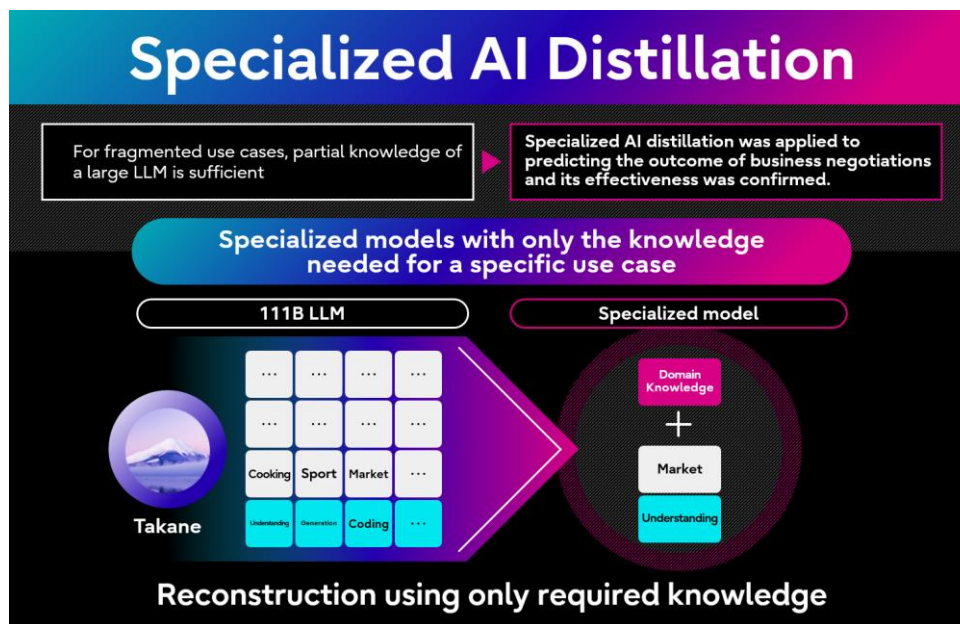 Specialized AI Distillation
For fragmented use cases, partial knowledge of
a large LLM is sufficient
Specialized AI distillation was applied to
predicting the outcome of business negotiations
and its effectiveness was confirmed.
Specialized models with only the knowledge
needed for a specific use case
111B LLM
Specialized model
... ... ... ...
... ... ... ...
Cooking Sport Market ...
Understanding Generation Coding ...
Takane
Domain
Knowledge
+
Market
Understanding
Reconstruction using only required knowledge